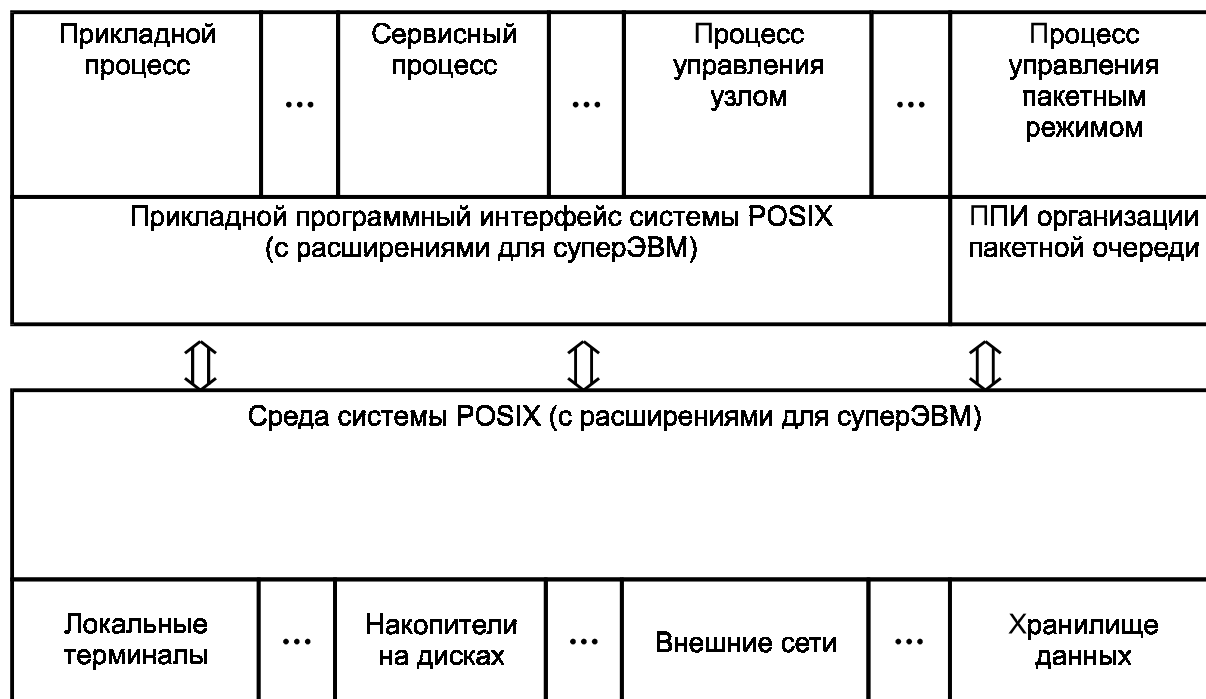 Прикладной
процесс
...
Сервисный
процесс
...
Процесс
управления
узлом
...
Процесс
управления
пакетным
режимом
Прикладной программный интерфейс системы POSIX
(с расширениями для суперЭВМ)
ППИ организации
пакетной очереди
Среда системы POSIX (с расширениями для суперЭВМ)
Локальные
терминалы
...
Накопители
на дисках
...
Внешние сети
...
Хранилище
данных